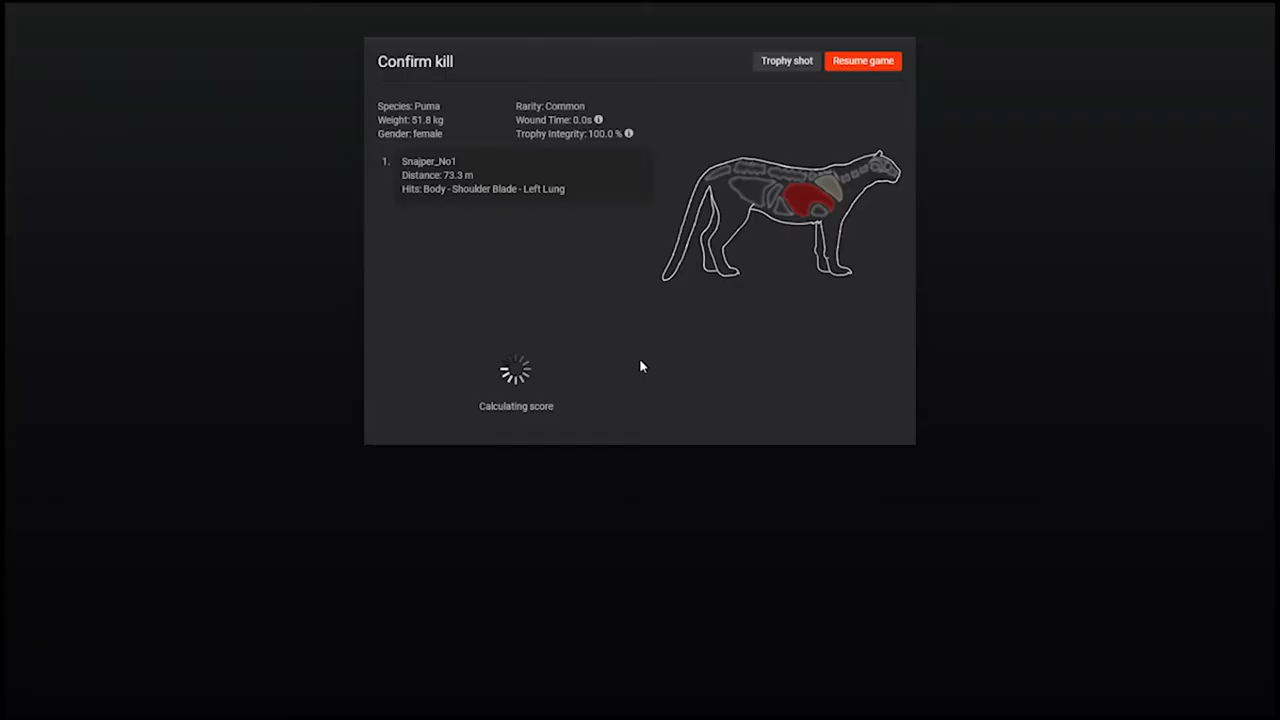 Confirm kill
Trophy shot
Resume game
Species: Puma
Rarity: Common
Weight: 51.8 kg
Wound Time: 0.0s
Gender: female
Trophy Integrity: 100.0 %
1.
Snajper_No1
Distance: 73.3 m
Hits: Body - Shoulder Blade - Left Lung
Calculating score